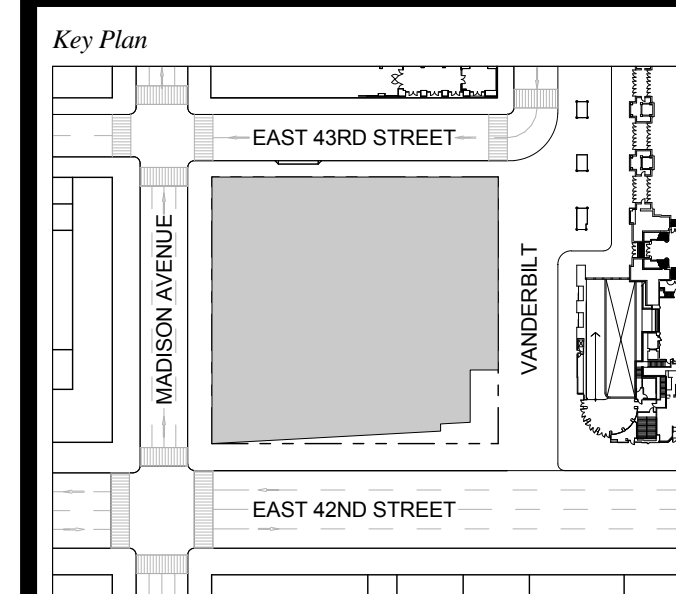 Key Plan
EAST 43RD STREET
MADISON AVENUE
VANDERBILT
EAST 42ND STREET